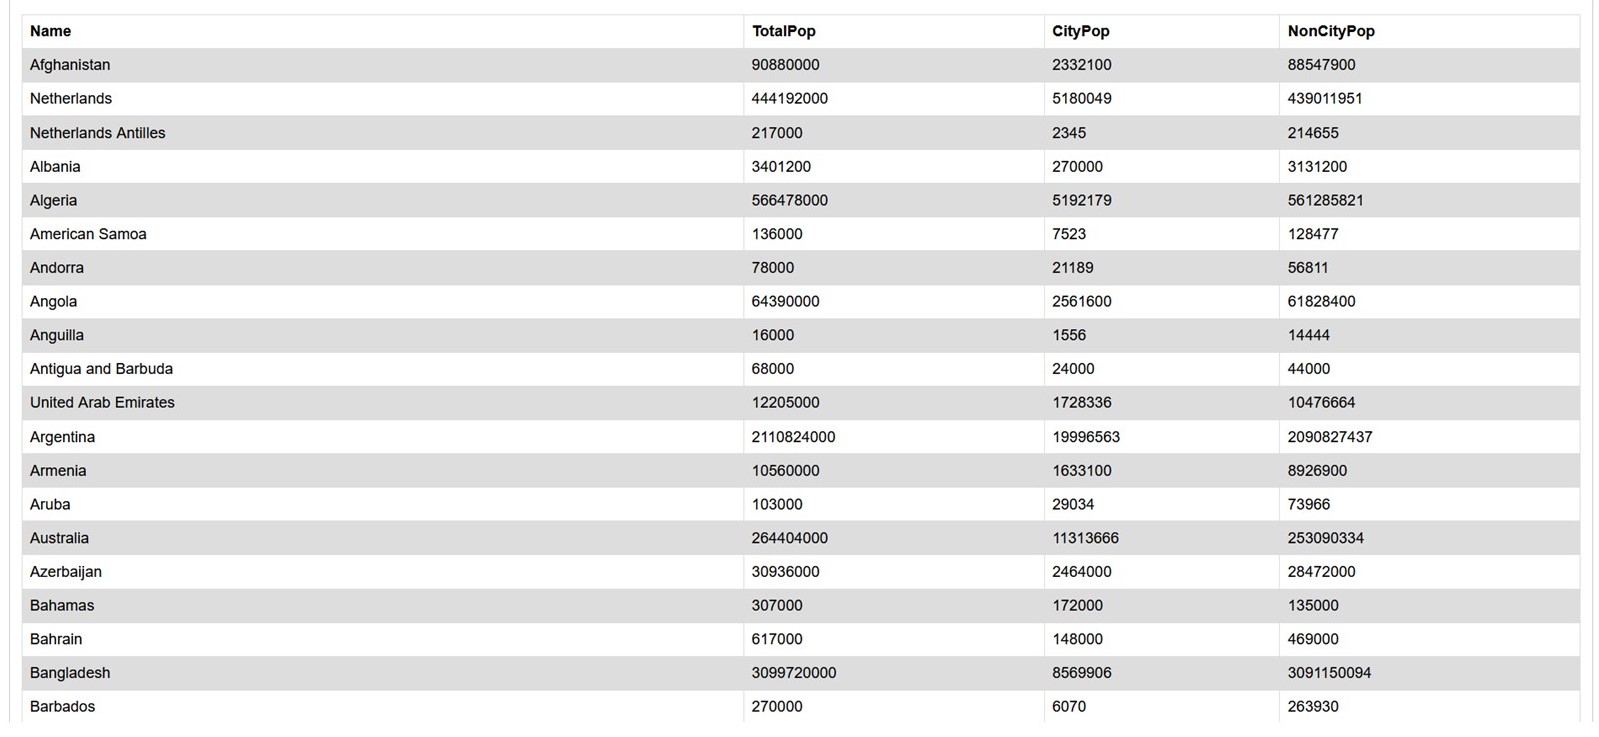 Name TotalPop CityPop NonCityPop
Afghanistan 90880000 2332100 88547900
Netherlands 444192000 5180049 439011951
Netherlands Antilles 217000 2345 214655
Albania 3401200 270000 3131200
Algeria 566478000 5192179 561285821
American Samoa 136000 7523 128477
Andorra 78000 21189 56811
Angola 64390000 2561600 61828400
Anguilla 16000 1556 14444
Antigua and Barbuda 68000 24000 44000
United Arab Emirates 12205000 1728336 10476664
Argentina 2110824000 19996563 2090827437
Armenia 10560000 1633100 8926900
Aruba 103000 29034 73966
Australia 264404000 11313666 253090334
Azerbaijan 30936000 2464000 28472000
Bahamas 307000 172000 135000
Bahrain 617000 148000 469000
Bangladesh 3099720000 8569906 3091150094
Barbados 270000 6070 263930